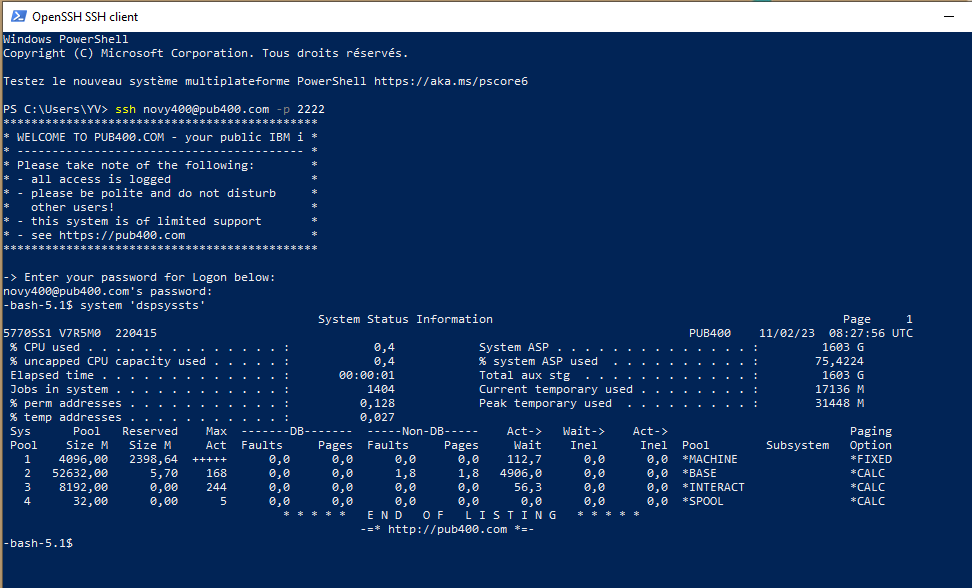 OpenSSH SSH client
Windows PowerShell
Copyright (C) Microsoft Corporation. Tous droits réservés.
Testez le nouveau système multiplateforme PowerShell https://aka.ms/pscore6
PS C:\Users\YV> ssh novy400@pub400.com -p 2222
*********************************************
* WELCOME TO PUB400.COM - your public IBM i *
* ----------------------------------------- *
* Please take note of the following:        *
* - all access is logged                    *
* - please be polite and do not disturb     *
*   other users!                            *
* - this system is of limited support       *
* - see https://pub400.com                  *
*********************************************
-> Enter your password for Logon below:
novy400@pub400.com's password:
-bash-5.1$ system 'dspsyssts'
System Status Information                                                  Page     1
5770SS1 V7R5M0  220415                                                                            PUB400    11/02/23  08:27:56 UTC
% CPU used . . . . . . . . . . . . . . . :            0,4            System ASP . . . . . . . . . . . . . . :         1603 G
% uncapped CPU capacity used . . . . . . :            0,4            % system ASP used    . . . . . . . . . . :      75,4224
Elapsed time . . . . . . . . . . . . . . :       00:00:01            Total aux stg  . . . . . . . . . . . . :         1603 G
Jobs in system . . . . . . . . . . . . . :           1404            Current temporary used . . . . . . . . :        17136 M
% perm addresses . . . . . . . . . . . . :          0,128            Peak temporary used  . . . . . . . . . :        31448 M
% temp addresses . . . . . . . . . . . . :          0,027
Sys      Pool   Reserved    Max  -------DB-------  -----Non-DB-----    Act->   Wait->    Act->                              Paging
Pool    Size M   Size M     Act  Faults     Pages  Faults     Pages     Wait    Inel      Inel  Pool        Subsystem       Option
1    4096,00   2398,64  +++++      0,0       0,0      0,0       0,0    112,7      0,0      0,0  *MACHINE                *FIXED
2   52632,00      5,70    168      0,0       0,0      1,8       1,8   4906,0      0,0      0,0  *BASE                   *CALC
3    8192,00      0,00    244      0,0       0,0      0,0       0,0     56,3      0,0      0,0  *INTERACT               *CALC
4      32,00      0,00      5      0,0       0,0      0,0       0,0      0,0      0,0      0,0  *SPOOL                  *CALC
* * * * *   E N D   O F   L I S T I N G   * * * * *
-=* http://pub400.com *=-
-bash-5.1$